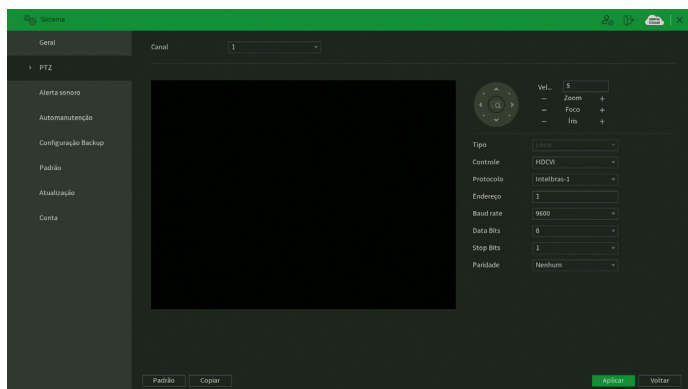 Sistema
Geral
PTZ
Alerta sonoro
Automanutenção
Configuração Backup
Padrão
Atualização
Conta
Canal 1
Vel... 5
− Zoom +
− Foco +
− Íris +
Tipo Local
Controle HDCVI
Protocolo Intelbras-1
Endereço 1
Baud rate 9600
Data Bits 8
Stop Bits 1
Paridade Nenhum
Padrão Copiar Aplicar Voltar